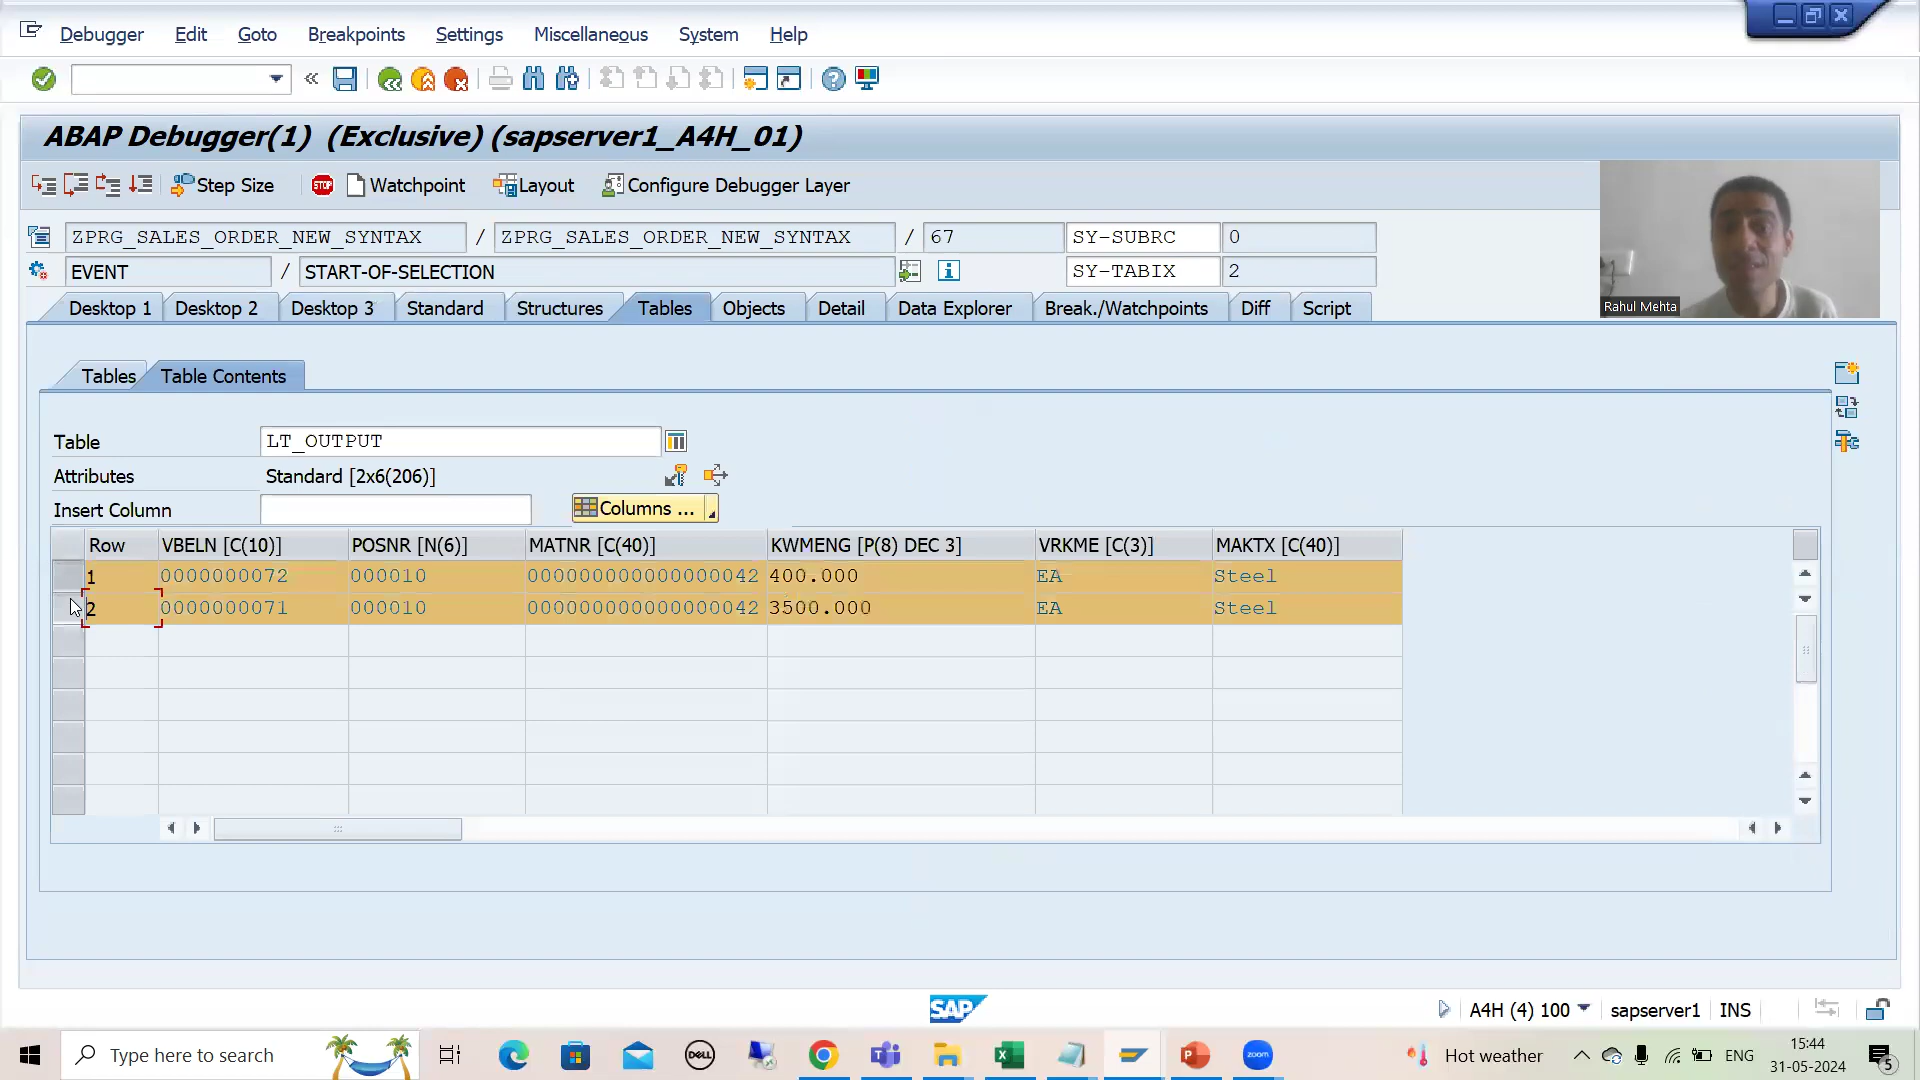 Debugger Edit Goto Breakpoints Settings Miscellaneous System Help
ABAP Debugger(1) (Exclusive) (sapserver1_A4H_01)
Step Size STOP Watchpoint Layout Configure Debugger Layer
ZPRG_SALES_ORDER_NEW_SYNTAX / ZPRG_SALES_ORDER_NEW_SYNTAX / 67 SY-SUBRC 0
EVENT / START-OF-SELECTION SY-TABIX 2
Rahul Mehta
Desktop 1 Desktop 2 Desktop 3 Standard Structures Tables Objects Detail Data Explorer Break./Watchpoints Diff Script
Tables Table Contents
Table LT_OUTPUT
Attributes Standard [2x6(206)]
Insert Column Columns ...
Row VBELN [C(10)] POSNR [N(6)] MATNR [C(40)] KWMENG [P(8) DEC 3] VRKME [C(3)] MAKTX [C(40)]
1 0000000072 000010 000000000000000042 400.000 EA Steel
2 0000000071 000010 000000000000000042 3500.000 EA Steel
SAP
A4H (4) 100 sapserver1 INS
Type here to search DELL zoom Hot weather ENG 15:44
31-05-2024 5